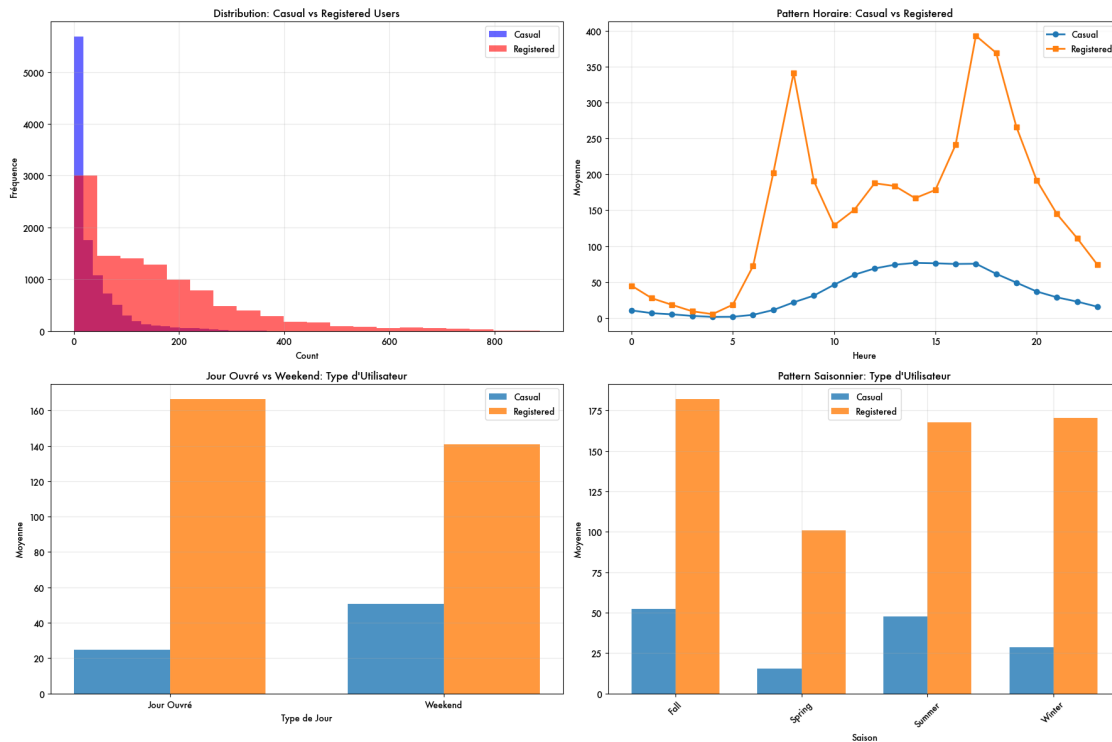 Distribution: Casual vs Registered Users
Casual
Registered
5000
4000
3000
2000
1000
0
Fréquence
0
200
400
600
800
Count
Pattern Horaire: Casual vs Registered
Casual
Registered
400
350
300
250
200
150
100
50
0
Moyenne
0
5
10
15
20
Heure
Jour Ouvré vs Weekend: Type d'Utilisateur
Casual
Registered
160
140
120
100
80
60
40
20
0
Moyenne
Jour Ouvré
Weekend
Type de Jour
Pattern Saisonnier: Type d'Utilisateur
Casual
Registered
175
150
125
100
75
50
25
0
Moyenne
Fall
Spring
Summer
Winter
Saison